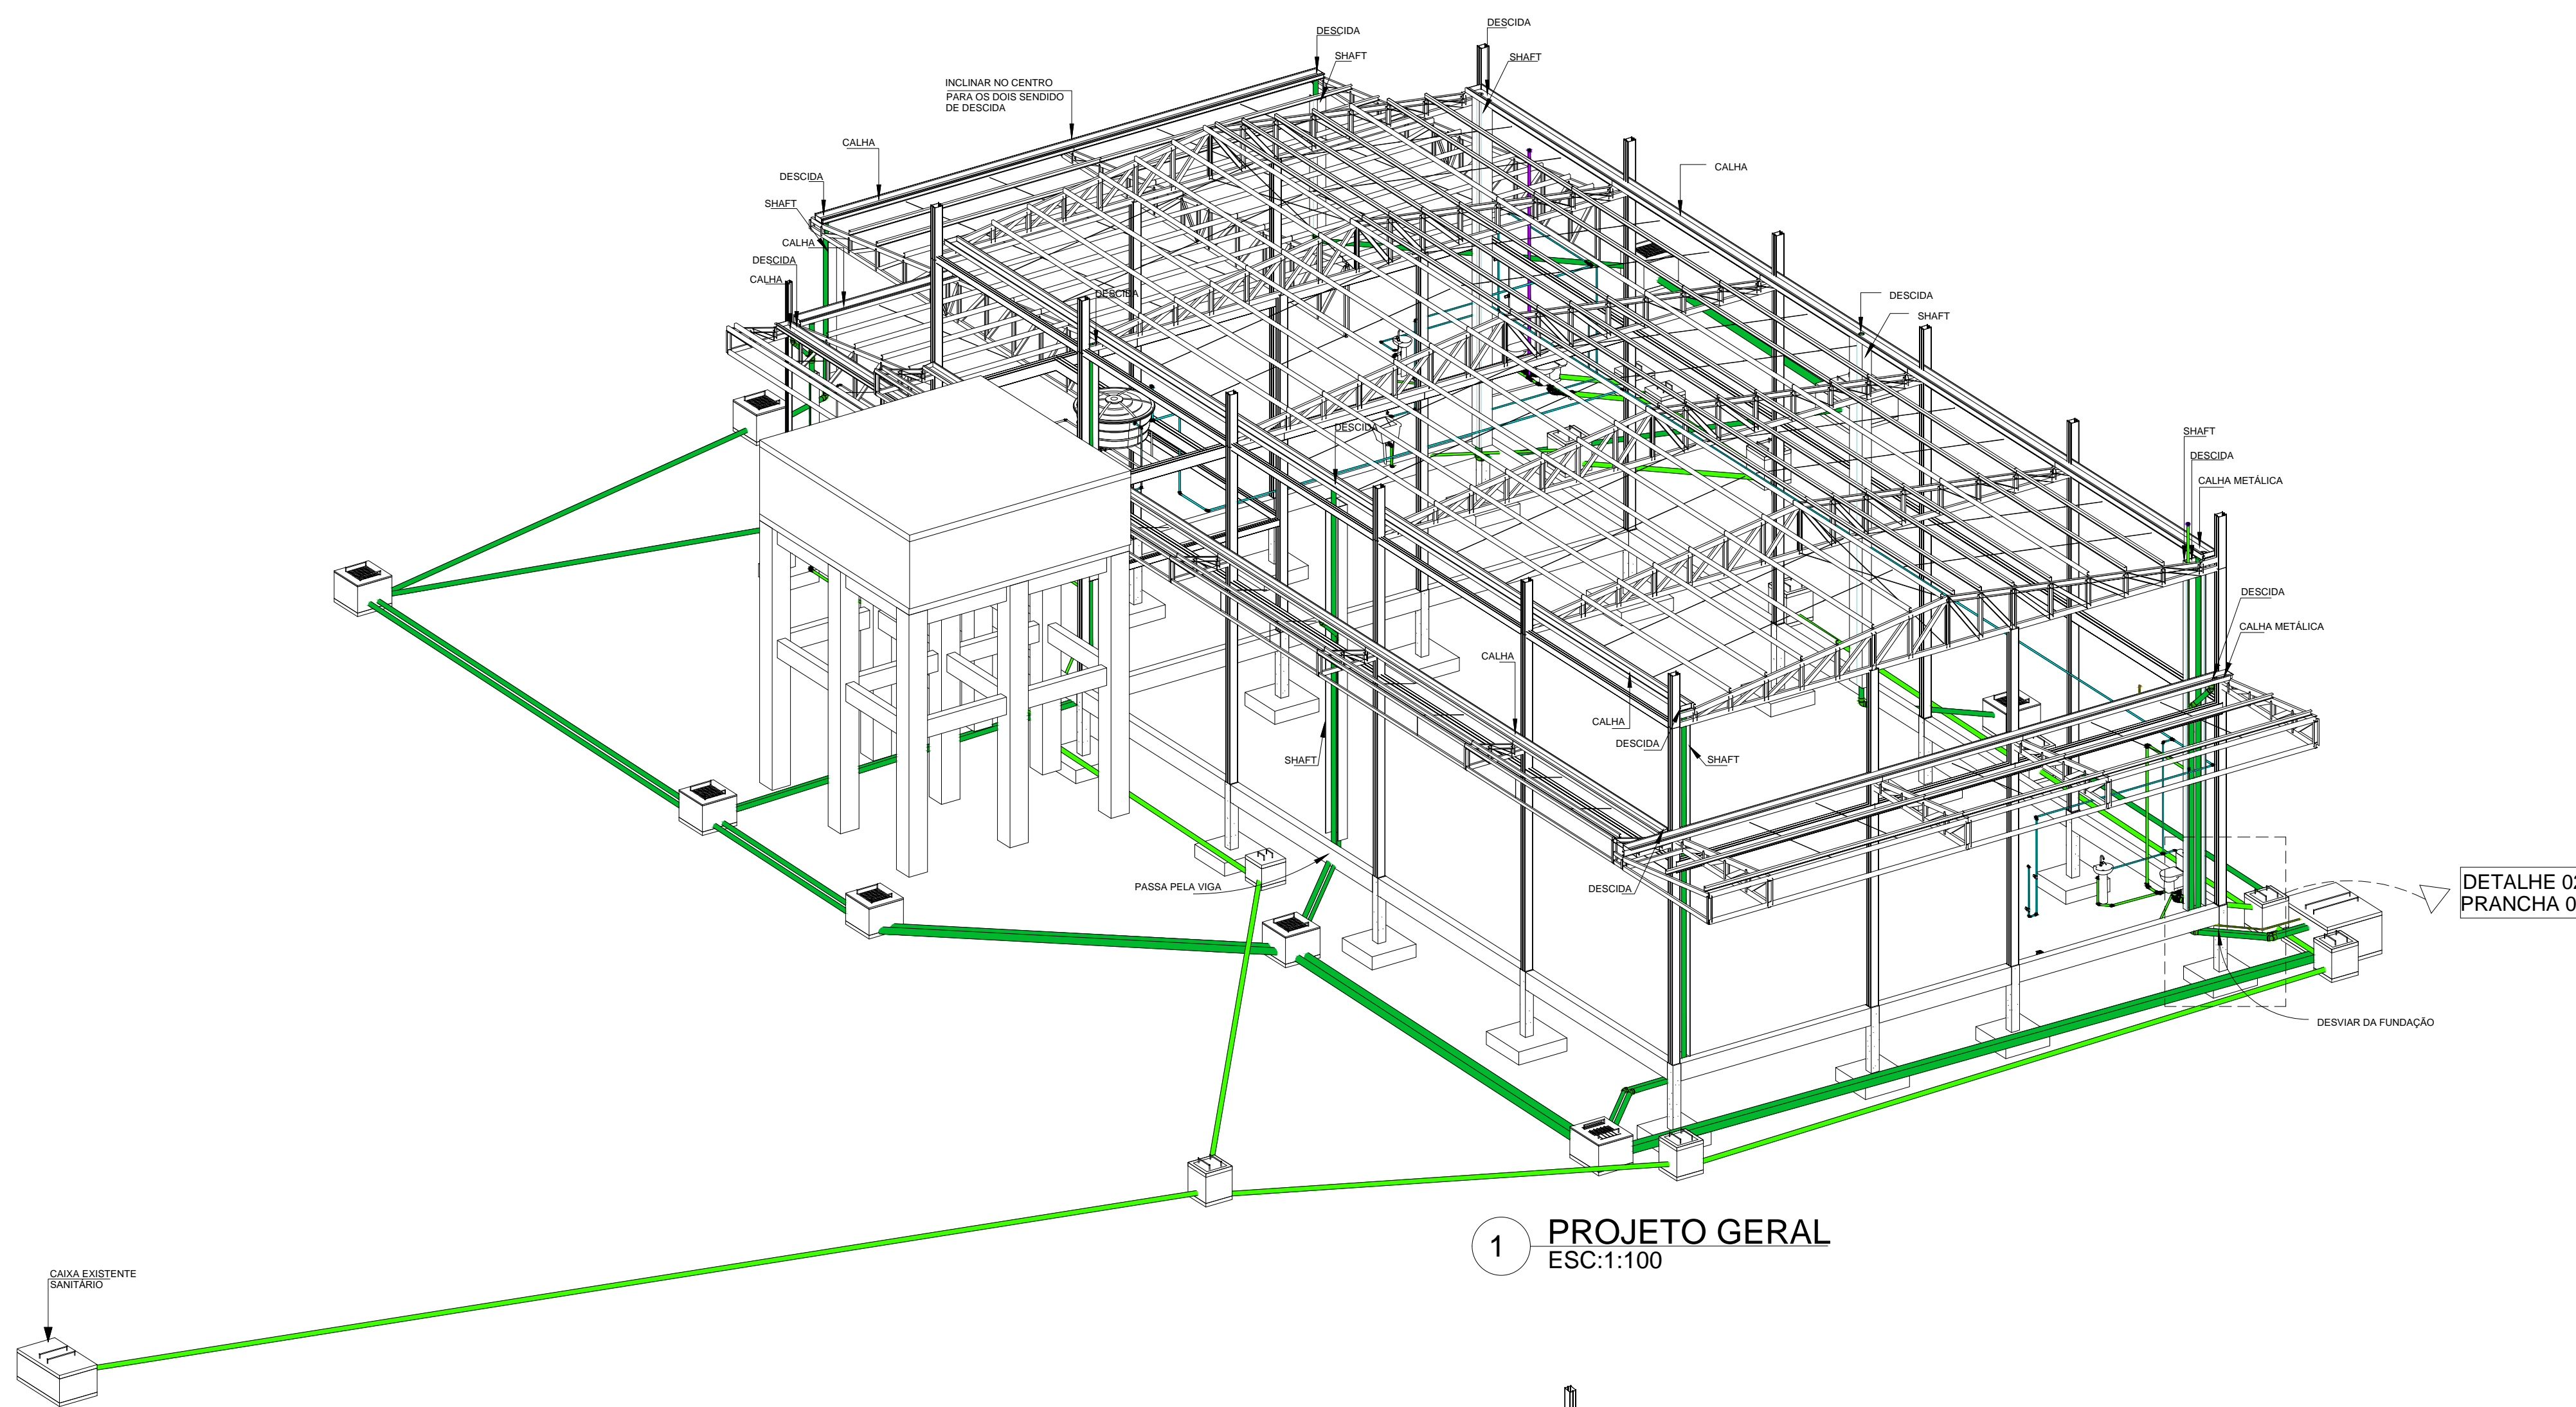 DESCIDA
DESCIDA
SHAFT
SHAFT
INCLINAR NO CENTRO
PARA OS DOIS SENDIDO
DE DESCIDA
CALHA
CALHA
DESCIDA
SHAFT
CALHA
DESCIDA
CALHA
DESCIDA
DESCIDA
SHAFT
DESCIDA
SHAFT
DESCIDA
CALHA METÁLICA
DESCIDA
CALHA METÁLICA
CALHA
CALHA
DESCIDA
SHAFT
SHAFT
PASSA PELA VIGA
DESCIDA
DETALHE 02
PRANCHA 0
DESVIAR DA FUNDAÇÃO
1
PROJETO GERAL
ESC:1:100
CAIXA EXISTENTE
SANITÁRIO